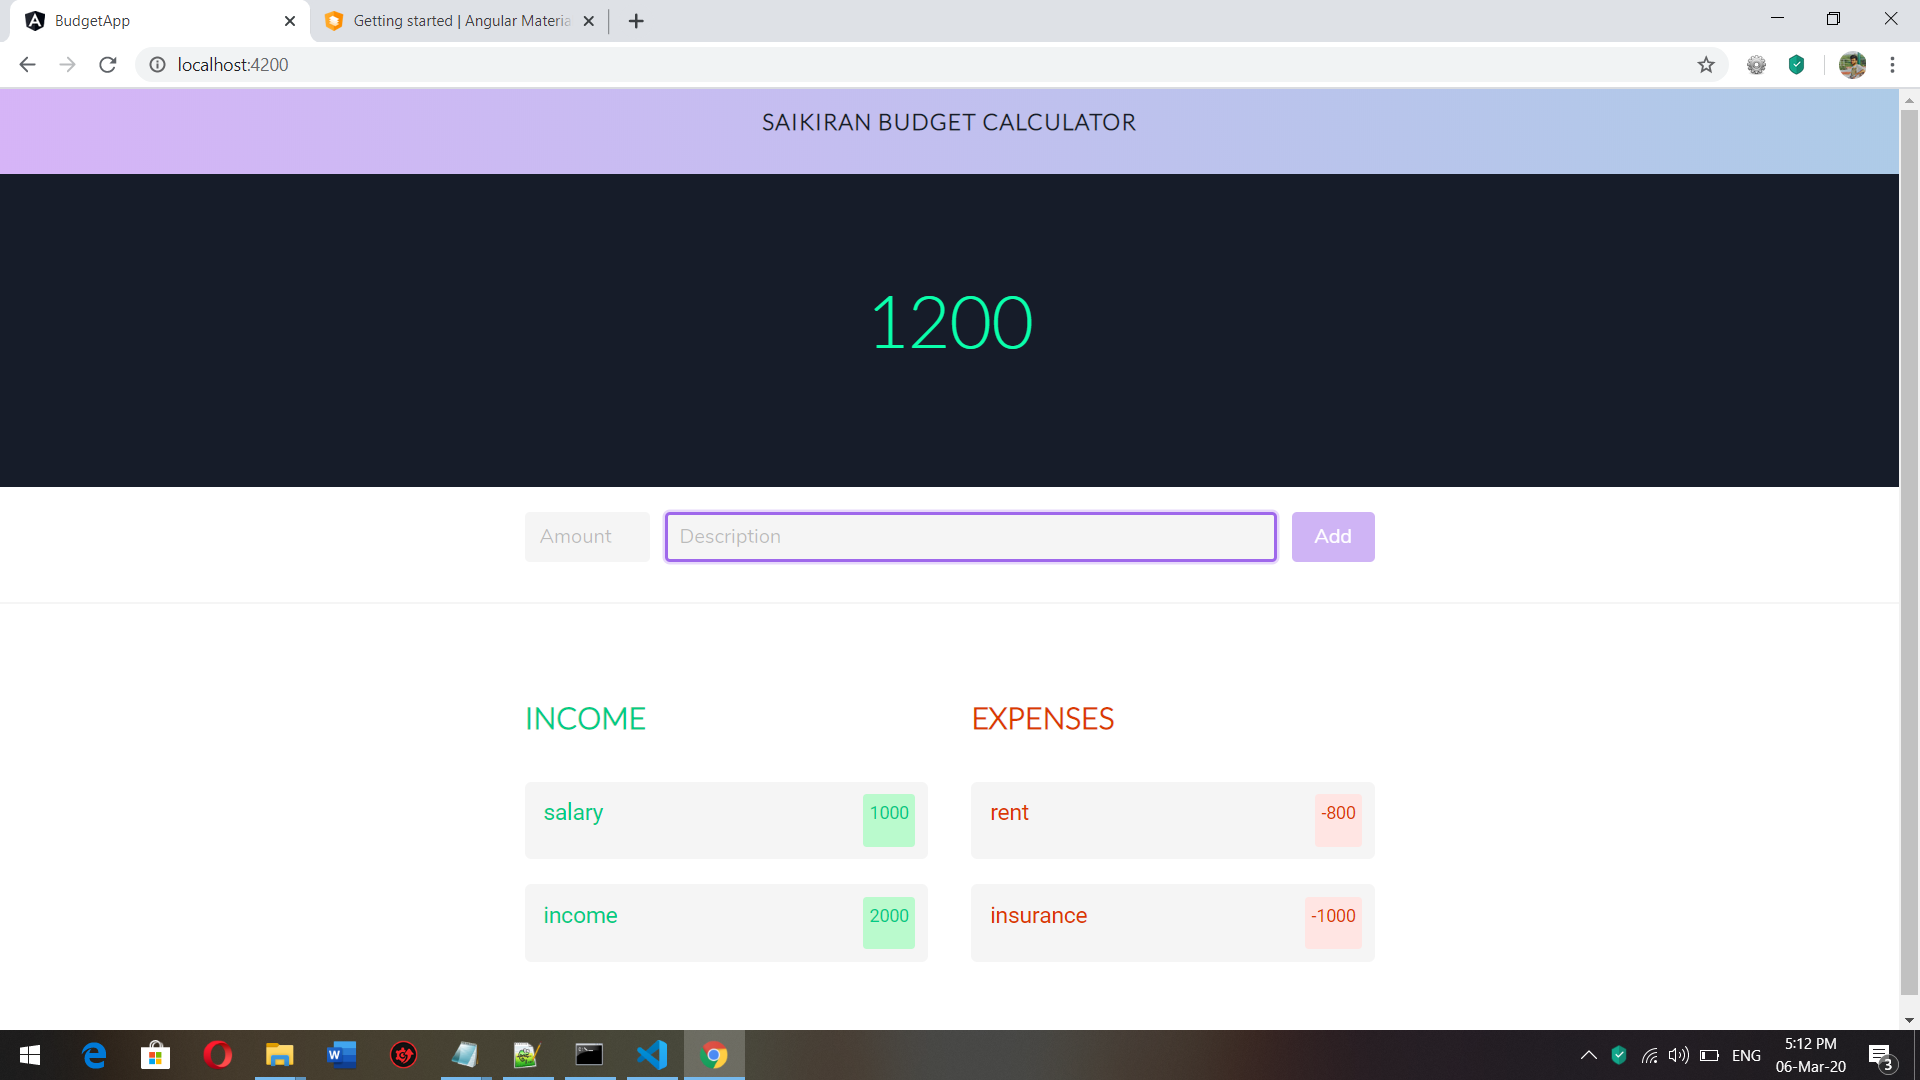 BudgetApp
Getting started | Angular Materia
localhost:4200
SAIKIRAN BUDGET CALCULATOR
1200
Amount
Description
Add
INCOME
EXPENSES
salary 1000
rent -800
income 2000
insurance -1000
ENG
5:12 PM
06-Mar-20
3